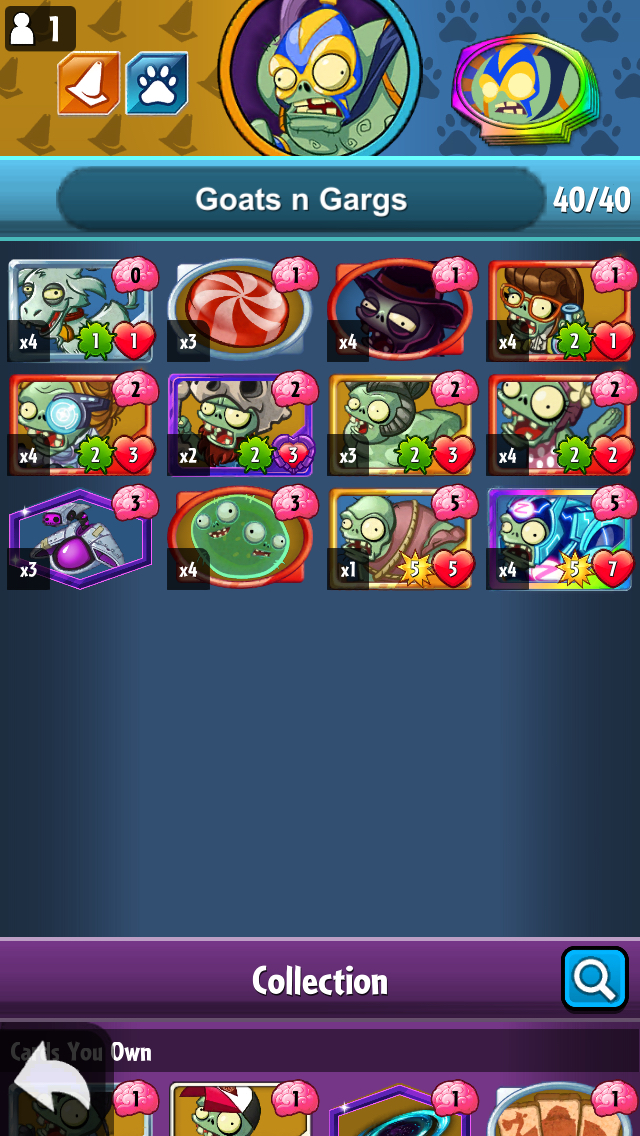 1
Goats n Gargs 40/40
0 1 1 1
x4 1 1 x3 x4 x4 2 1
2 2 2 2
x4 2 3 x2 2 3 x3 2 3 x4 2 2
3 3 5 5
x3 x4 x1 5 5 x4 5 7
Collection
Cards You Own
1 1 1 1